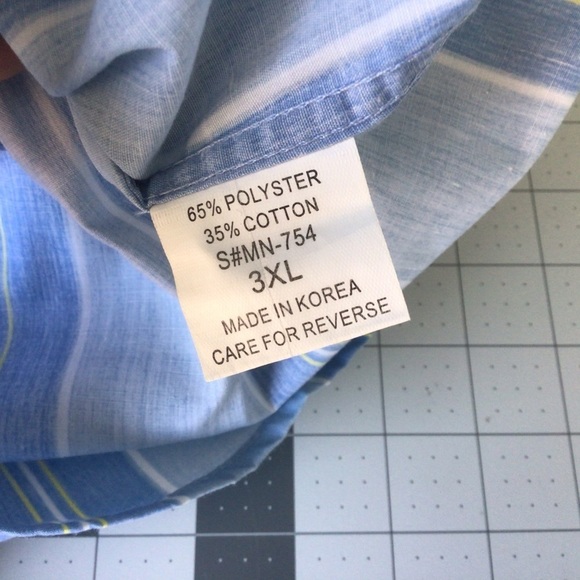 65% POLYSTER
35% COTTON
S#MN-754
3XL
MADE IN KOREA
CARE FOR REVERSE